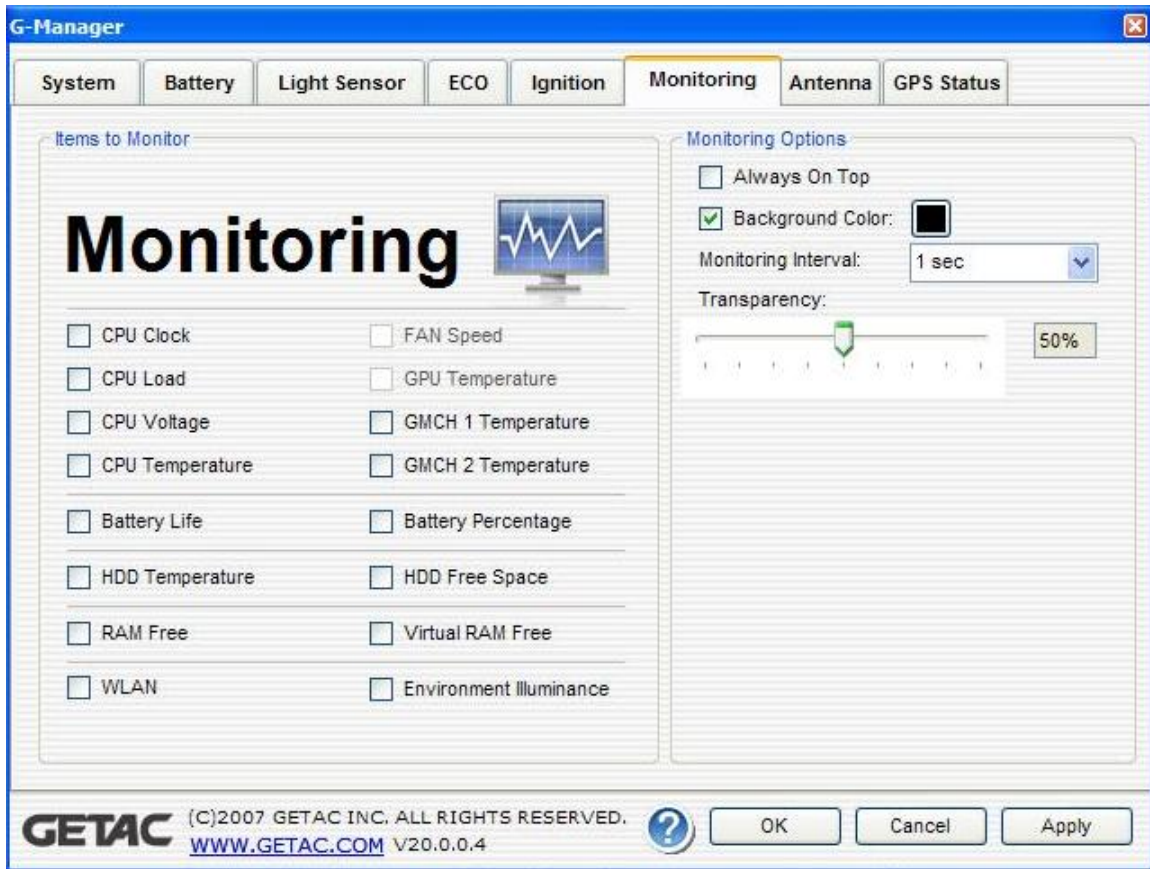 G-Manager
System Battery Light Sensor ECO Ignition Monitoring Antenna GPS Status
Items to Monitor
Monitoring
CPU Clock FAN Speed
CPU Load GPU Temperature
CPU Voltage GMCH 1 Temperature
CPU Temperature GMCH 2 Temperature
Battery Life Battery Percentage
HDD Temperature HDD Free Space
RAM Free Virtual RAM Free
WLAN Environment Illuminance
Monitoring Options
Always On Top
Background Color:
Monitoring Interval: 1 sec
Transparency:
50%
GETAC
(C)2007 GETAC INC. ALL RIGHTS RESERVED.
WWW.GETAC.COM V20.0.0.4
? OK Cancel Apply